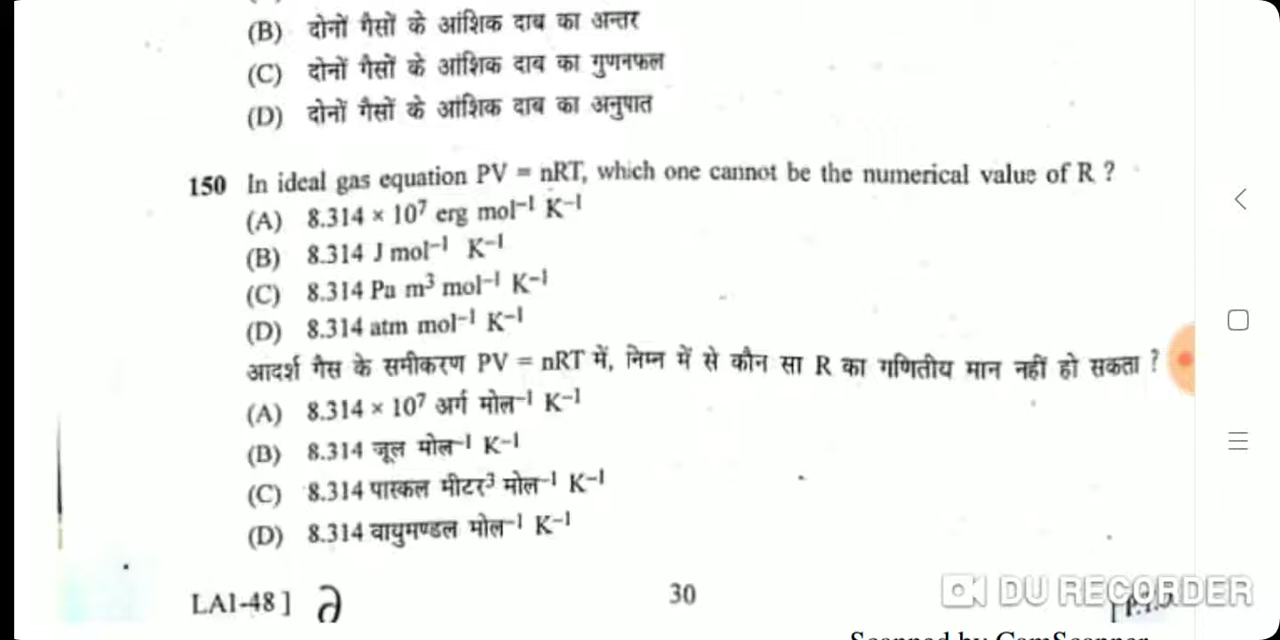 (B) दोनों गैसों के आंशिक दाब का अन्तर
(C) दोनों गैसों के आंशिक दाब का गुणनफल
(D) दोनों गैसों के आंशिक दाब का अनुपात
150 In ideal gas equation PV = nRT, which one cannot be the numerical value of R ?
(A) 8.314 × 10⁷ erg mol⁻¹ K⁻¹
(B) 8.314 J mol⁻¹ K⁻¹
(C) 8.314 Pa m³ mol⁻¹ K⁻¹
(D) 8.314 atm mol⁻¹ K⁻¹
आदर्श गैस के समीकरण PV = nRT में, निम्न में से कौन सा R का गणितीय मान नहीं हो सकता ?
(A) 8.314 × 10⁷ अर्ग मोल⁻¹ K⁻¹
(B) 8.314 जूल मोल⁻¹ K⁻¹
(C) 8.314 पास्कल मीटर³ मोल⁻¹ K⁻¹
(D) 8.314 वायुमण्डल मोल⁻¹ K⁻¹
LA1-48 ] 30
DU RECORDER
Scanned by CamScanner